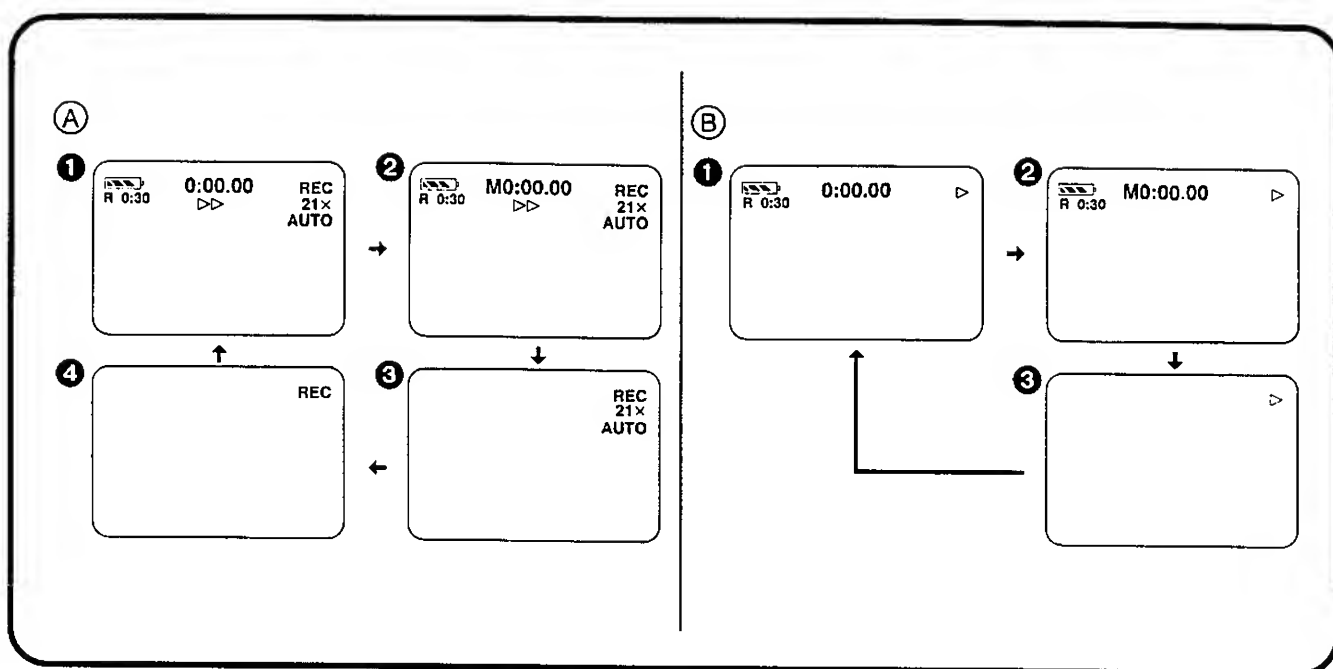 A
1
0:00.00
R 0:30
▷▷
REC
21×
AUTO
2
M0:00.00
R 0:30
▷▷
REC
21×
AUTO
4
REC
3
REC
21×
AUTO
B
1
0:00.00
R 0:30
▷
2
M0:00.00
R 0:30
▷
3
▷